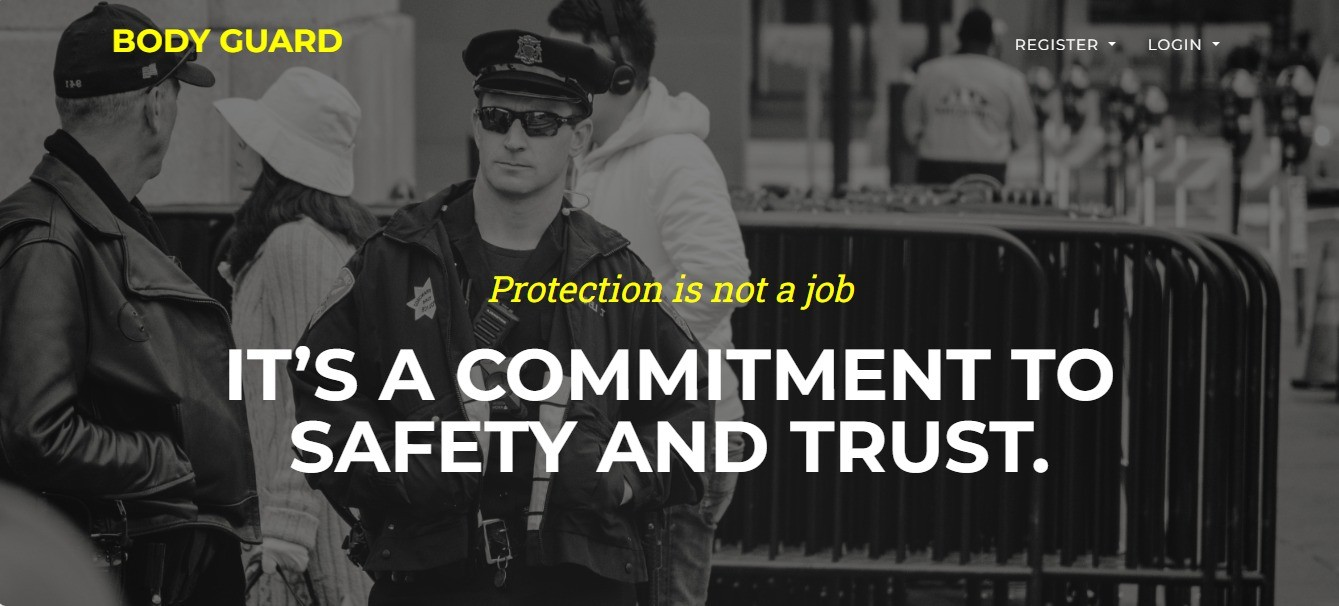 BODY GUARD
REGISTER
LOGIN
Protection is not a job
IT’S A COMMITMENT TO
SAFETY AND TRUST.